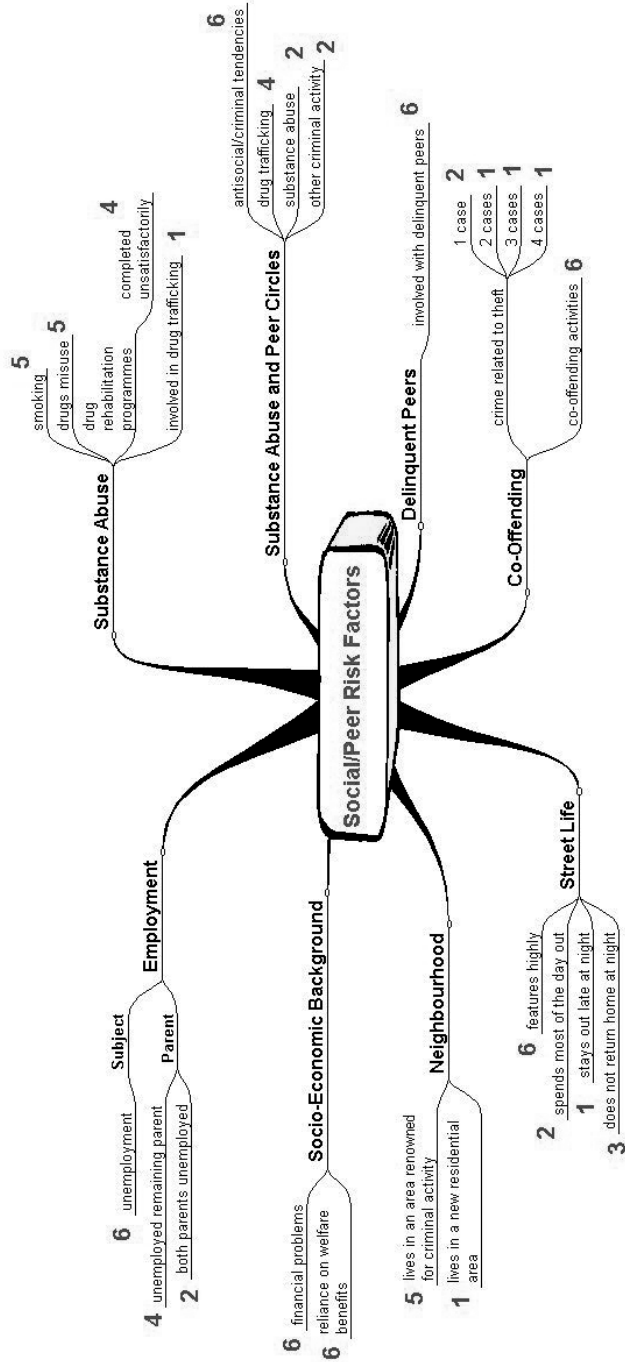 Social/Peer Risk Factors
Substance Abuse
smoking 5
drugs misuse 5
drug
rehabilitation
programmes
completed
unsatisfactorily 4
involved in drug trafficking 1
Substance Abuse and Peer Circles
antisocial/criminal tendencies 6
drug trafficking 4
substance abuse 2
other criminal activity 2
Delinquent Peers
involved with delinquent peers 6
Co-Offending
crime related to theft
1 case 2
2 cases 1
3 cases 1
4 cases 1
co-offending activities 6
Employment
Subject
6 unemployment
Parent
4 unemployed remaining parent
2 both parents unemployed
Socio-Economic Background
6 financial problems
6 reliance on welfare
benefits
Neighbourhood
5 lives in an area renowned
for criminal activity
1 lives in a new residential
area
Street Life
6 features highly
2 spends most of the day out
1 stays out late at night
3 does not return home at night